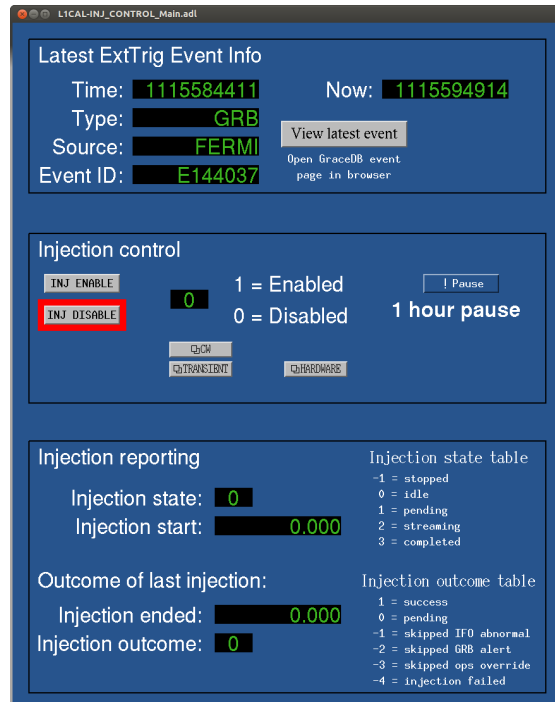 L1CAL-INJ_CONTROL_Main.adl
Latest ExtTrig Event Info
Time: 1115584411 Now: 1115594914
Type: GRB
View latest event
Source: FERMI
Open GraceDB event
page in browser
Event ID: E144037
Injection control
INJ ENABLE
1 = Enabled
! Pause
0
INJ DISABLE
0 = Disabled
1 hour pause
CW
TRANSIENT
HARDWARE
Injection reporting
Injection state: 0
Injection start: 0.000
Injection state table
-1 = stopped
0 = idle
1 = pending
2 = streaming
3 = completed
Outcome of last injection:
Injection ended: 0.000
Injection outcome: 0
Injection outcome table
1 = success
0 = pending
-1 = skipped IFO abnormal
-2 = skipped GRB alert
-3 = skipped ops override
-4 = injection failed